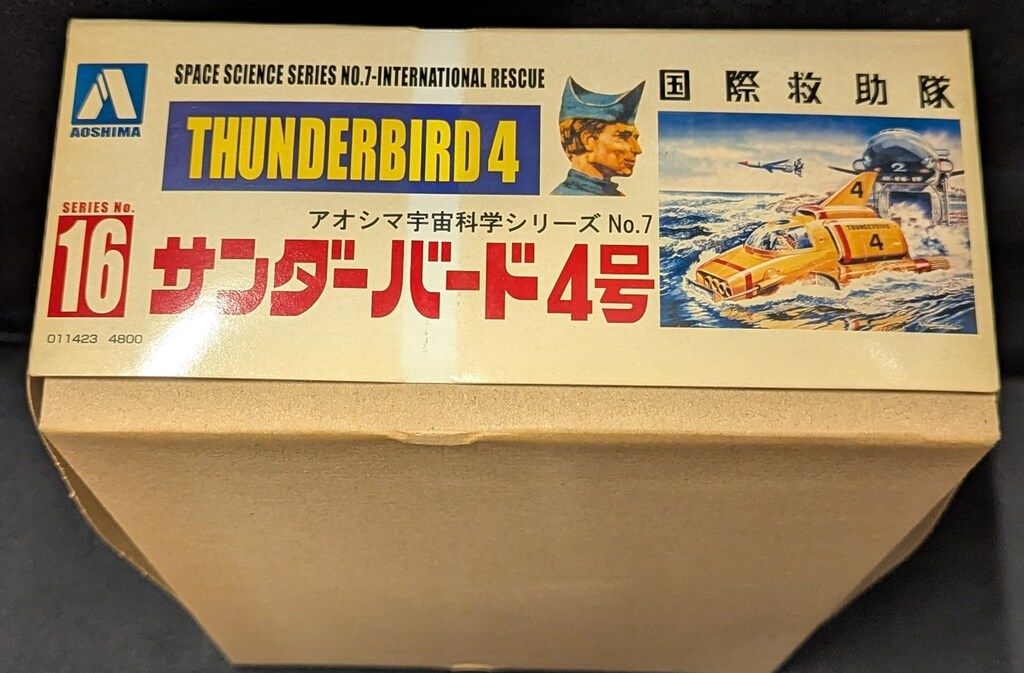 AOSHIMA
SPACE SCIENCE SERIES NO.7-INTERNATIONAL RESCUE
THUNDERBIRD 4
国際救助隊
SERIES No.
16
アオシマ宇宙科学シリーズ No.7
サンダーバード4号
011423 4800
2
4
THUNDERBIRD
4